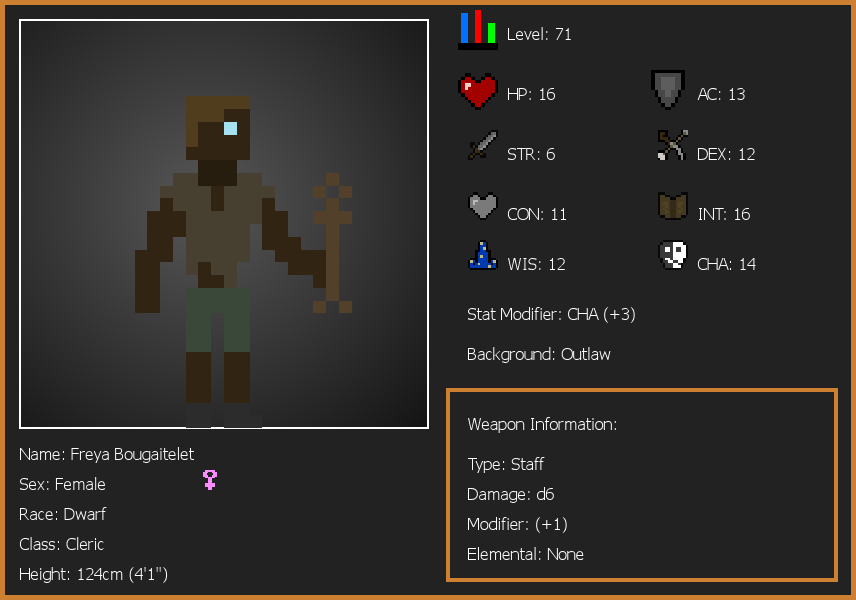 Level: 71
HP: 16
AC: 13
STR: 6
DEX: 12
CON: 11
INT: 16
WIS: 12
CHA: 14
Stat Modifier: CHA (+3)
Background: Outlaw
Weapon Information:
Type: Staff
Damage: d6
Modifier: (+1)
Elemental: None
Name: Freya Bougaitelet
Sex: Female
Race: Dwarf
Class: Cleric
Height: 124cm (4'1")